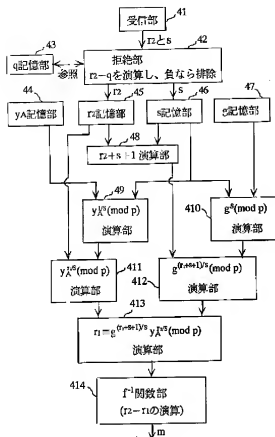 受信部
41
r2とs
42
43
q記憶部
参照
拒絶部
r2−qを演算し、負なら排除
r2
s
44
45
46
47
yA記憶部
r2記憶部
s記憶部
g記憶部
48
r2+s+1 演算部
49
演算部
410
演算部
yA^r2/s(mod p)
411
演算部
g^(r2+s+1)/s(mod p)
412
演算部
413
r1=g^(r2+s+1)/s yA^r2/s(mod p)
演算部
414
f⁻¹関数部
(r2−r1の演算)
m